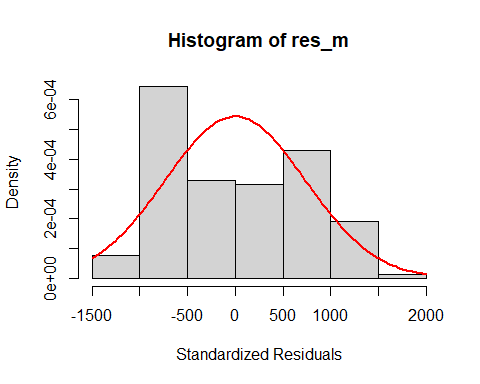 Histogram of res_m
Density
0e+00 2e-04 4e-04 6e-04
-1500 -500 0 500 1000 2000
Standardized Residuals